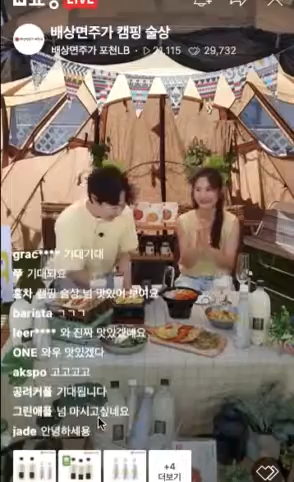 LIVE
배상면주가 캠핑 술상
배상면주가 포천LB · ▷21,115 ♡ 29,732
grac**** 기대기대
기대되요
홍차 캠핑 술상 넘 맛있어 보여요
barista ㄱㄱㄱ
leer**** 와 진짜 맛있겠네요
ONE 와우 맛있겠다
akspo 고고고고
공러커플 기대됩니다
그린애플 넘 마시고싶네요
jade 안녕하세용
+4
더보기